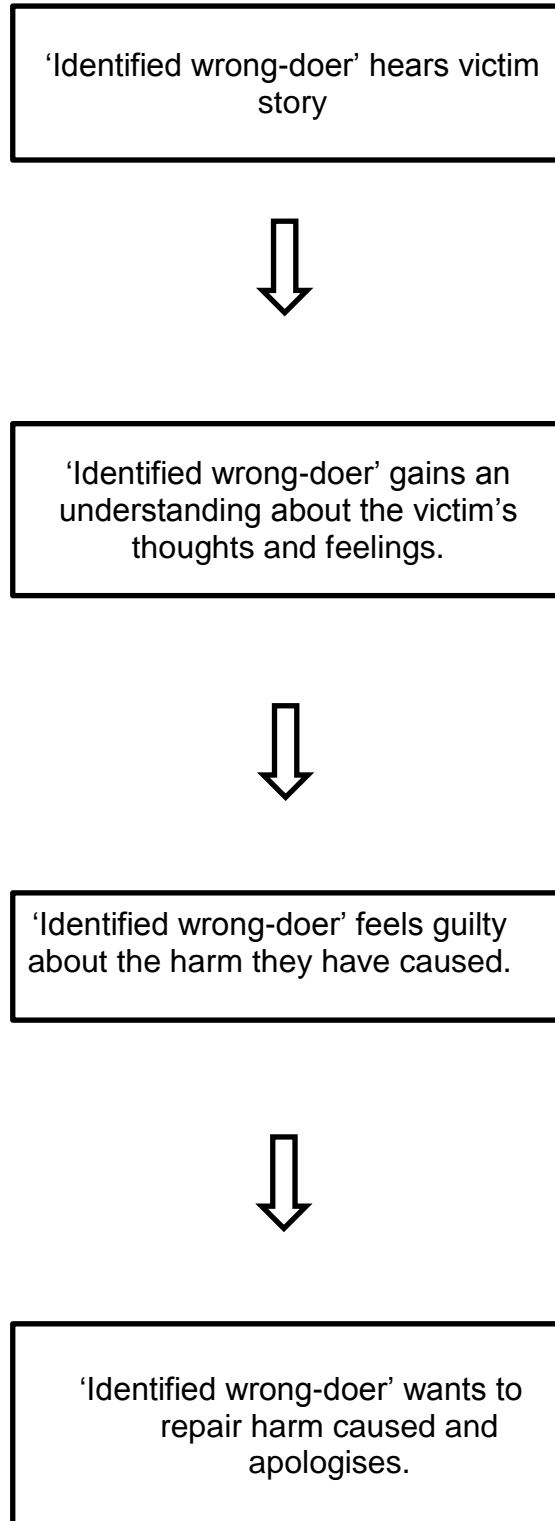 ‘Identified wrong-doer’ hears victim
story
‘Identified wrong-doer’ gains an
understanding about the victim’s
thoughts and feelings.
‘Identified wrong-doer’ feels guilty
about the harm they have caused.
‘Identified wrong-doer’ wants to
repair harm caused and
apologises.